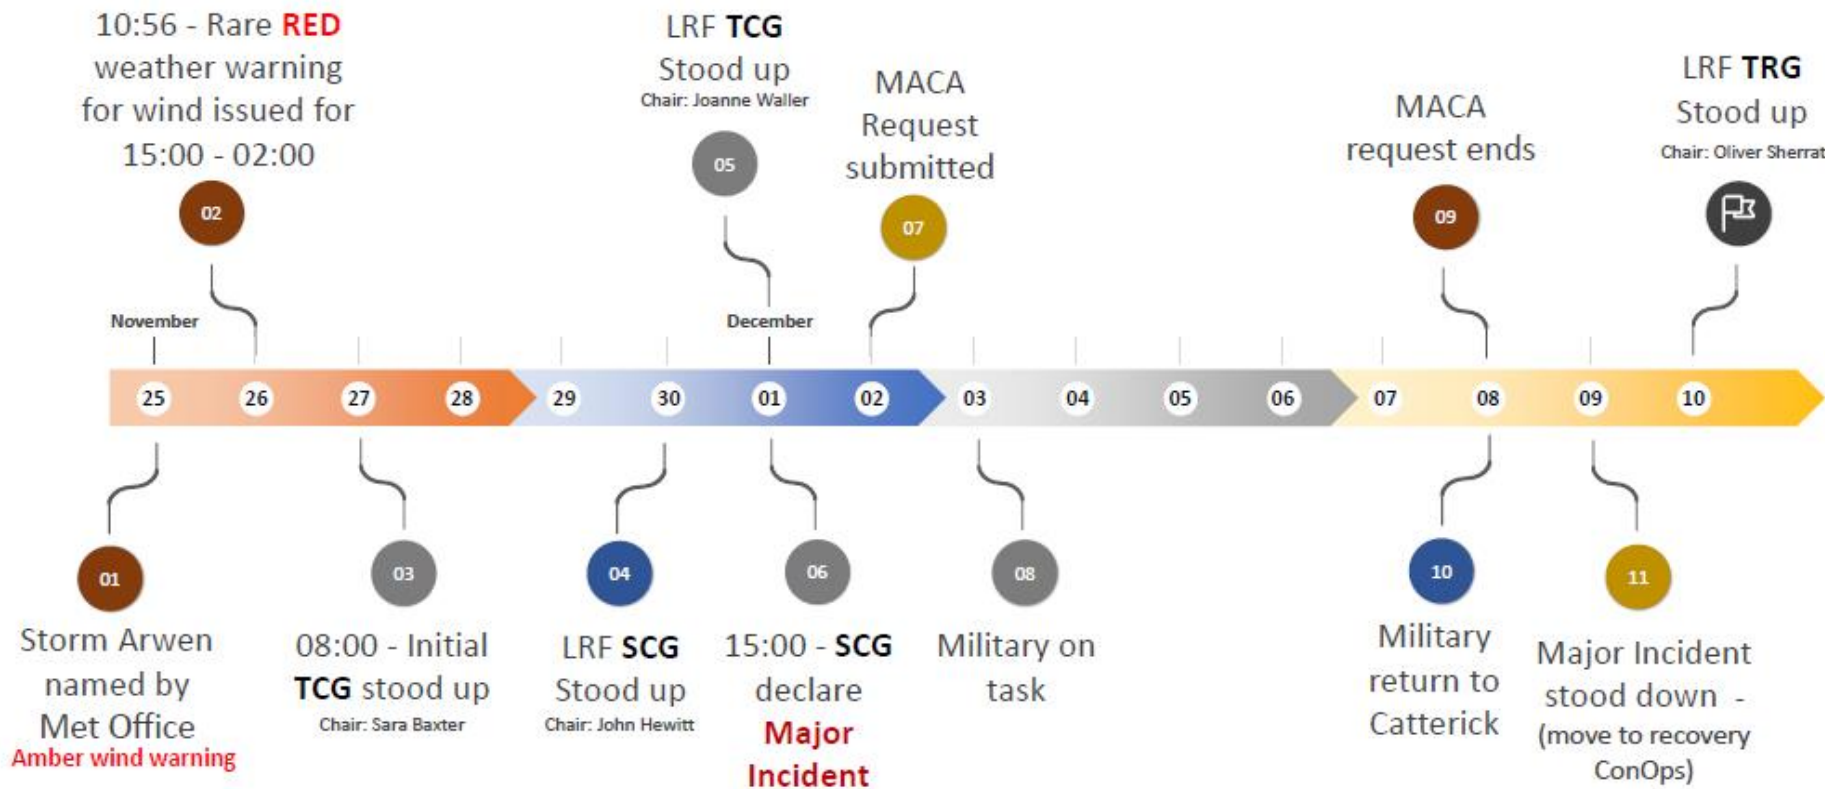 10:56 - Rare RED
weather warning
for wind issued for
15:00 - 02:00
02
LRF TCG
Stood up
Chair: Joanne Waller
05
MACA
Request
submitted
07
MACA
request ends
09
LRF TRG
Stood up
Chair: Oliver Sherrat
November
December
25 26 27 28 29 30 01 02 03 04 05 06 07 08 09 10
01
Storm Arwen
named by
Met Office
Amber wind warning
03
08:00 - Initial
TCG stood up
Chair: Sara Baxter
04
LRF SCG
Stood up
Chair: John Hewitt
06
15:00 - SCG
declare
Major
Incident
08
Military on
task
10
Military
return to
Catterick
11
Major Incident
stood down -
(move to recovery
ConOps)